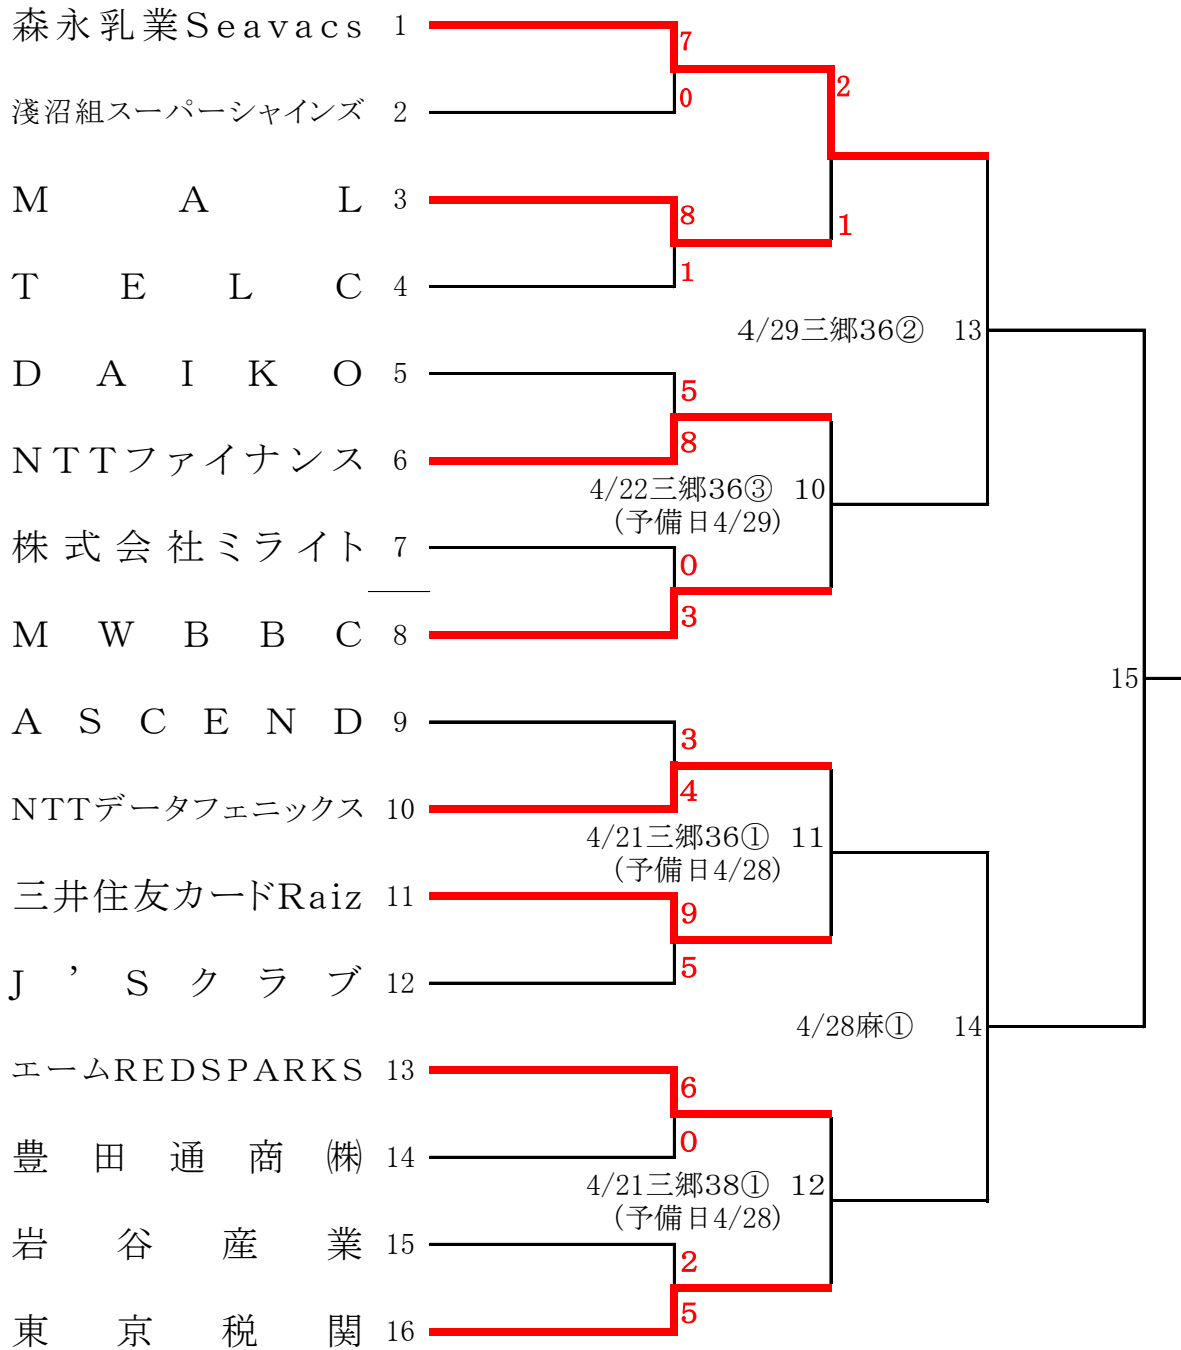 森永乳業Seavacs 1
7
2
0
淺沼組スーパーシャインズ 2
MAL 3
8
1
1
TELC 4
4/29三郷36② 13
DAIKO 5
5
8
NTTファイナンス 6
4/22三郷36③ 10
(予備日4/29)
株式会社ミライト 7
0
3
MWBBC 8
15
ASCEND 9
3
4
NTTデータフェニックス 10
4/21三郷36① 11
(予備日4/28)
三井住友カードRaiz 11
9
5
J'Sクラブ 12
4/28麻① 14
エームREDSPARKS 13
6
0
豊田通商㈱ 14
4/21三郷38① 12
(予備日4/28)
岩谷産業 15
2
5
東京税関 16